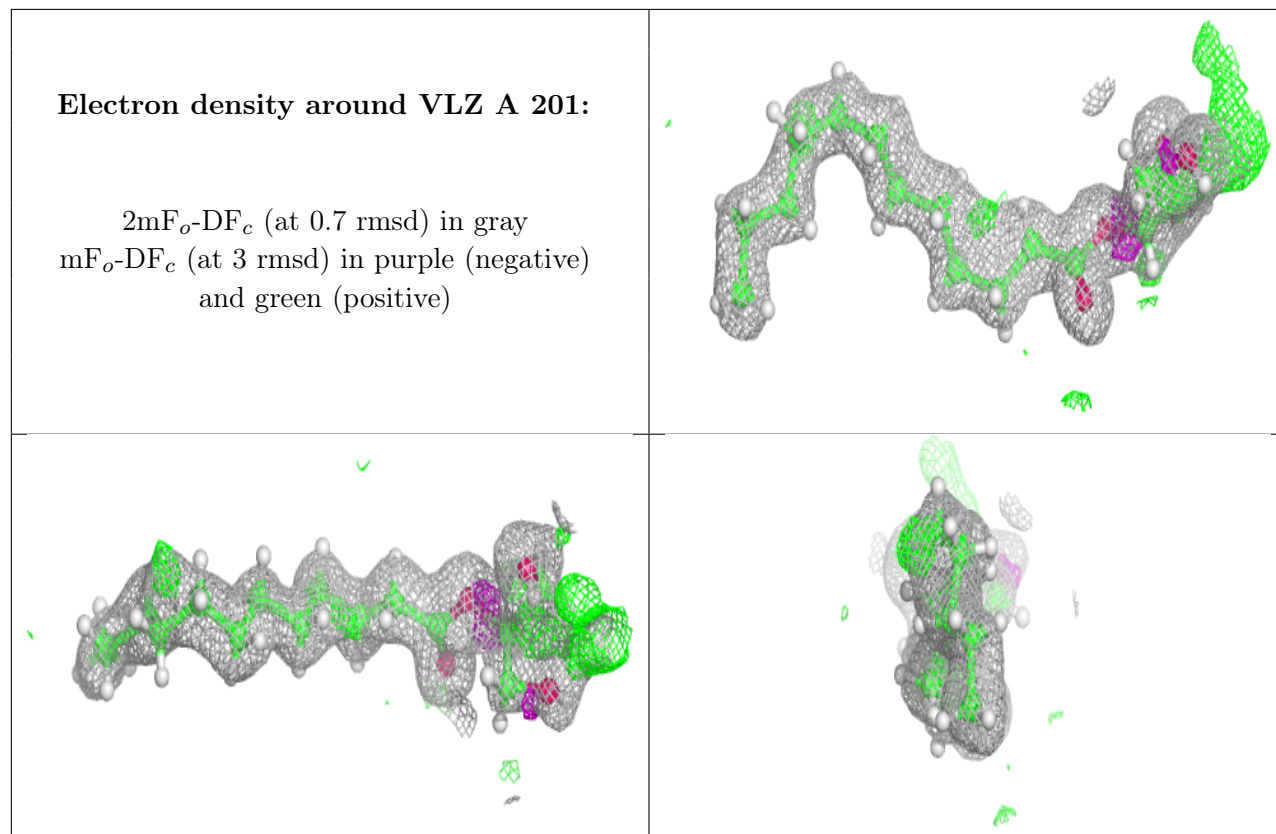 Electron density around VLZ A 201:
2mFo-DFc (at 0.7 rmsd) in gray
mFo-DFc (at 3 rmsd) in purple (negative)
and green (positive)